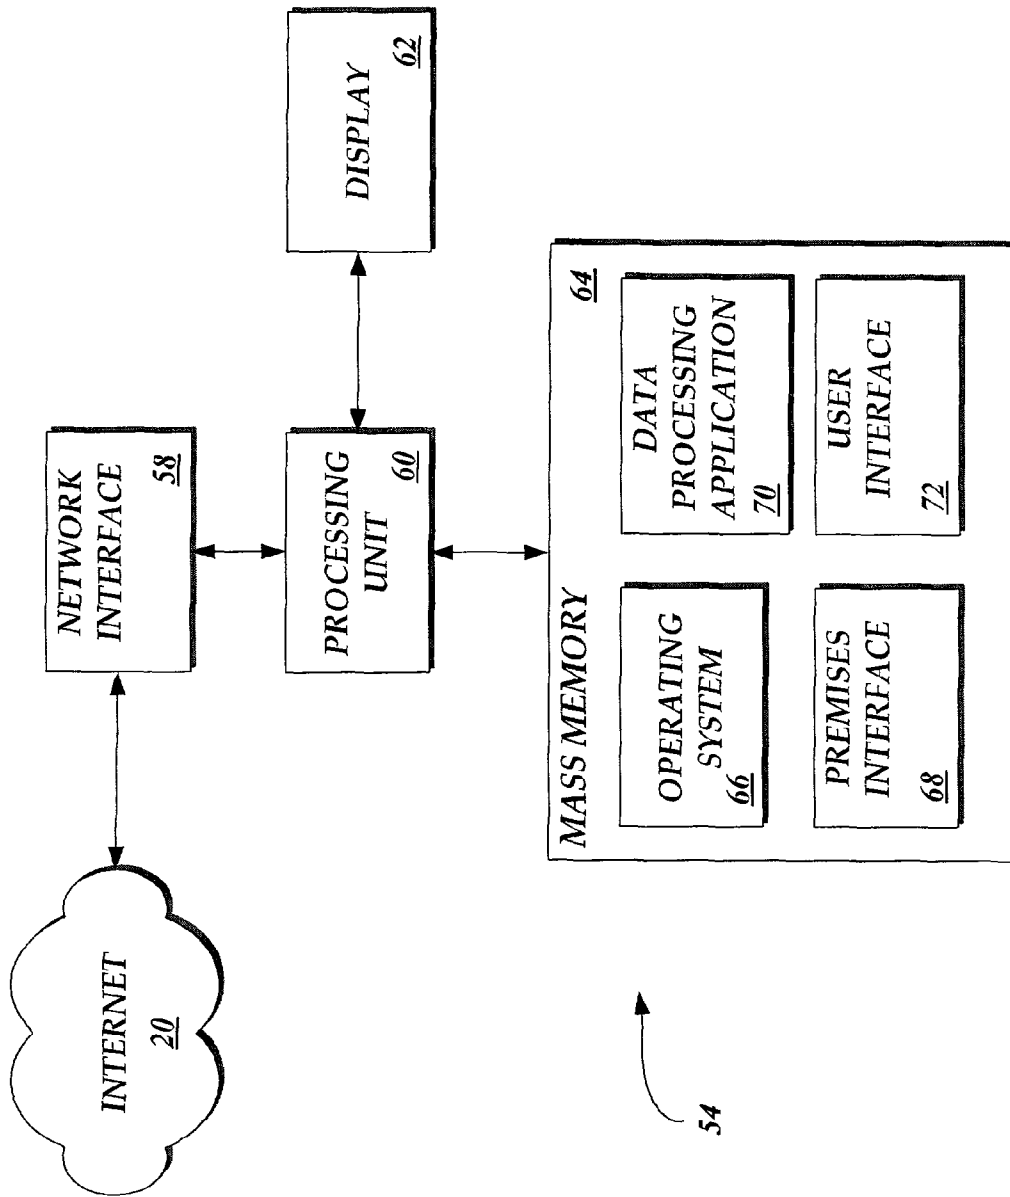 INTERNET
20
NETWORK
INTERFACE
58
PROCESSING
UNIT
60
DISPLAY
62
MASS MEMORY
64
OPERATING
SYSTEM
66
DATA
PROCESSING
APPLICATION
70
PREMISES
INTERFACE
68
USER
INTERFACE
72
54